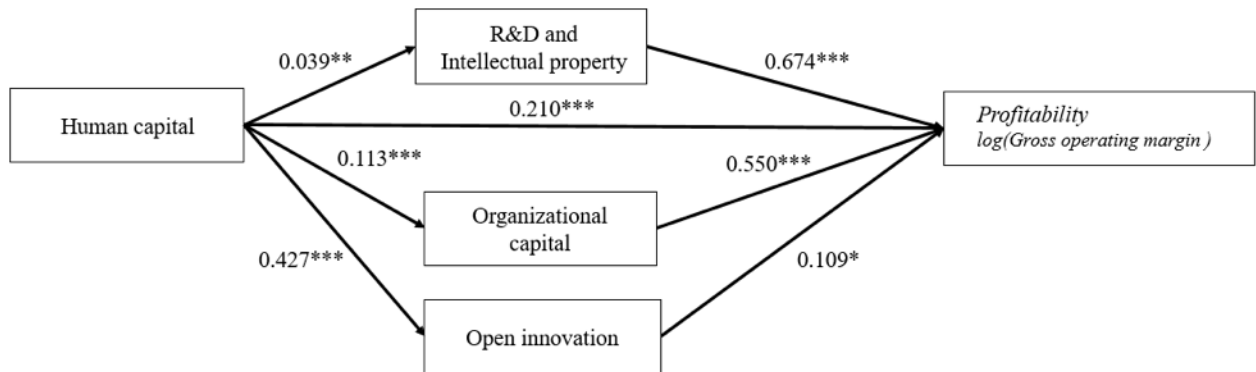 R&D and
Intellectual property
0.039**
0.674***
Human capital
0.210***
Profitability
log(Gross operating margin )
0.113***
0.550***
Organizational
capital
0.427***
0.109*
Open innovation